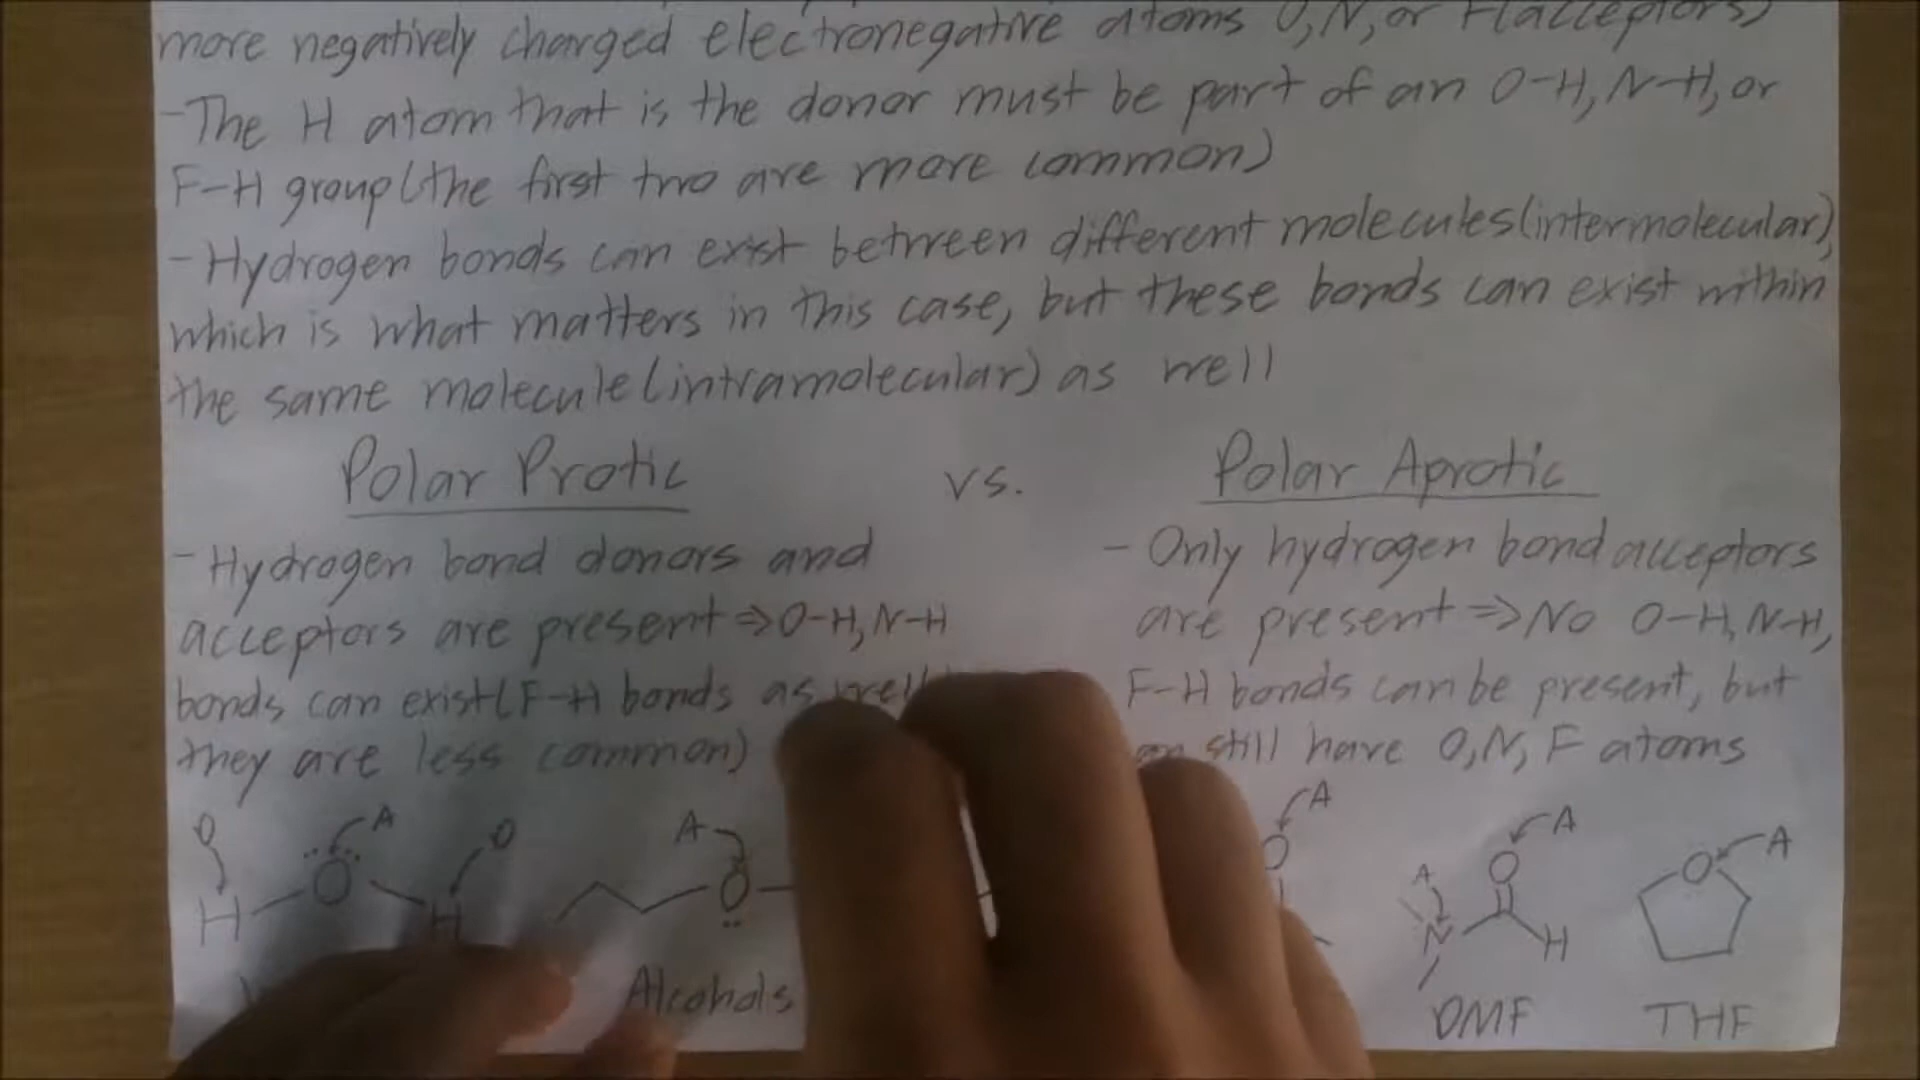 more negatively charged electronegative atoms O, N, or F(acceptors)
-The H atom that is the donor must be part of an O-H, N-H, or
F-H group(the first two are more common)
-Hydrogen bonds can exist between different molecules(intermolecular),
which is what matters in this case, but these bonds can exist within
the same molecule(intramolecular) as well
Polar Protic vs. Polar Aprotic
-Hydrogen bond donors and
acceptors are present⇒O-H, N-H
bonds can exist(F-H bonds as well
they are less common)
-Only hydrogen bond acceptors
are present⇒No O-H, N-H,
F-H bonds can be present, but
still have O, N, F atoms
D A D
H O H
A
O
Alcohols
A
O
A A
O
N H
DMF
A
O
THF